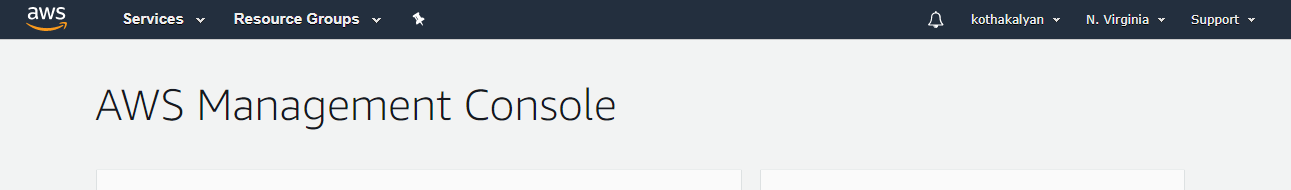 aws Services Resource Groups kothakalyan N. Virginia Support
AWS Management Console